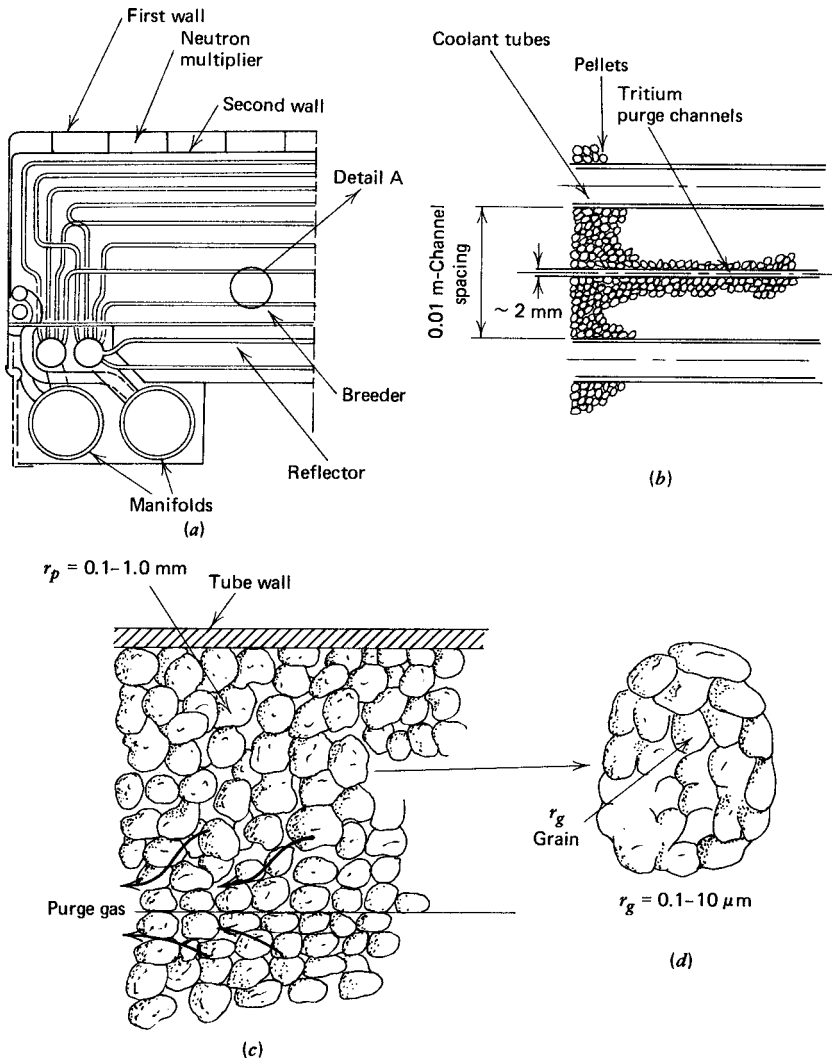 First wall
Neutron
multiplier
Second wall
Detail A
Breeder
Reflector
Manifolds
(a)
Coolant tubes
Pellets
Tritium
purge channels
0.01 m-Channel
spacing
~ 2 mm
(b)
r_p = 0.1–1.0 mm
Tube wall
Purge gas
(c)
r_g
Grain
r_g = 0.1–10 μm
(d)